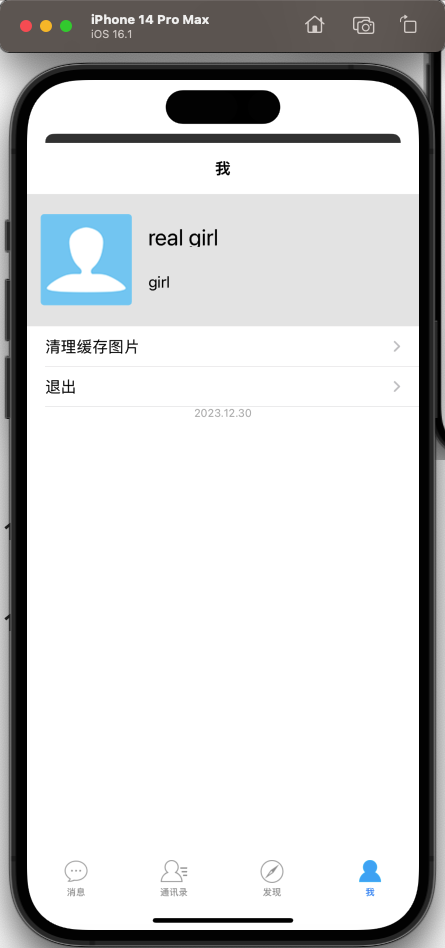 iPhone 14 Pro Max
iOS 16.1
我
real girl
girl
清理缓存图片
退出
2023.12.30
消息
通讯录
发现
我